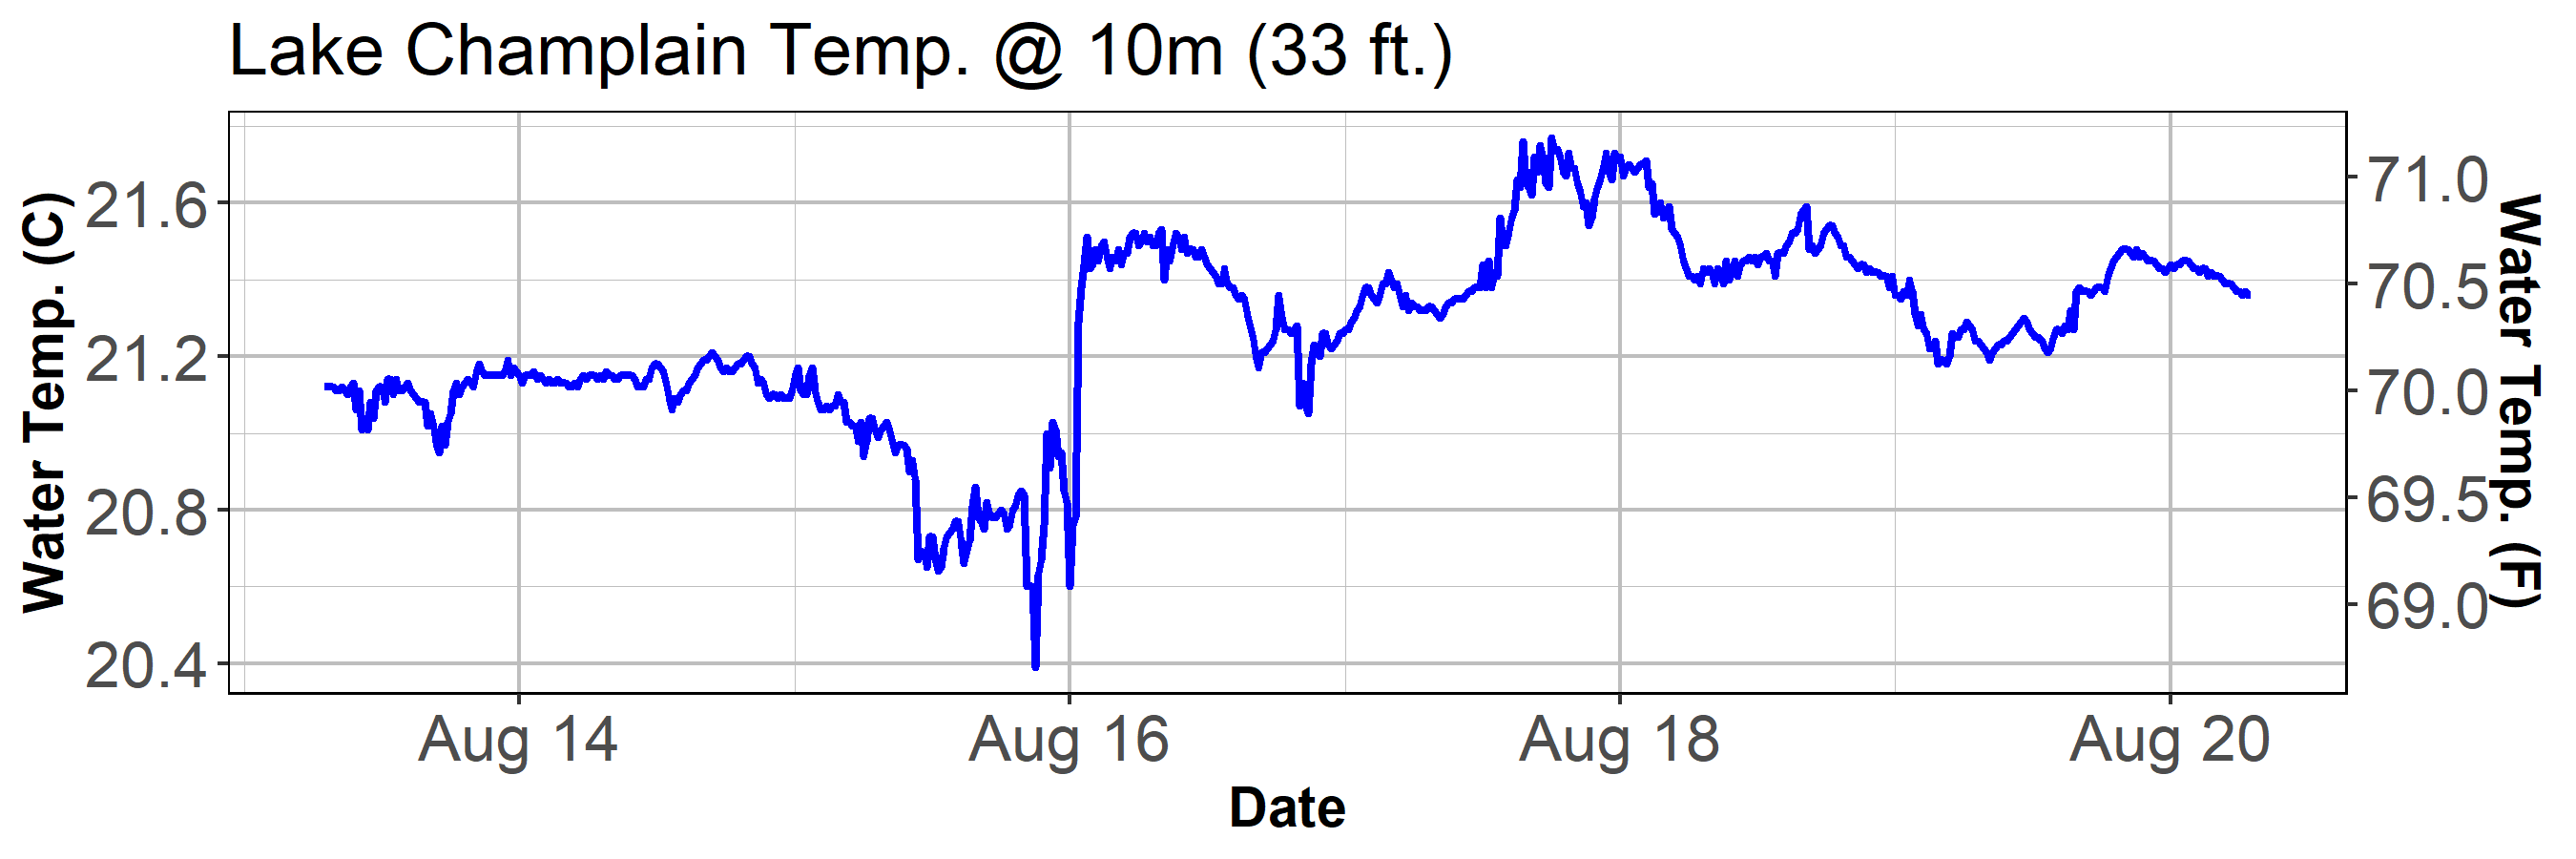 Lake Champlain Temp. @ 10m (33 ft.)
Water Temp. (C)
21.6
21.2
20.8
20.4
71.0
70.5
70.0
69.5
69.0
Water Temp. (F)
Aug 14
Aug 16
Aug 18
Aug 20
Date